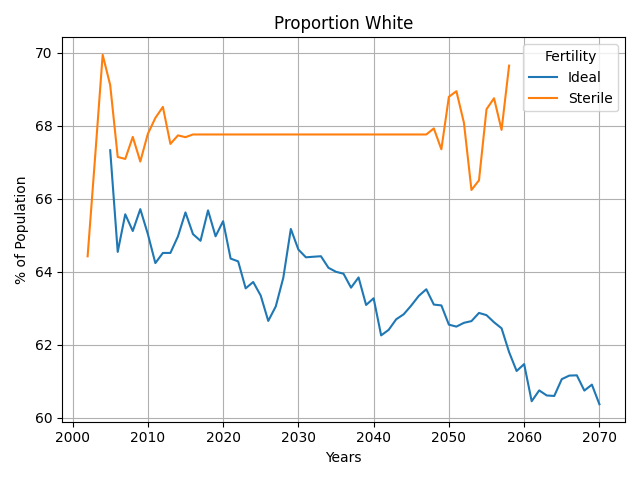 Proportion White
Fertility
Ideal
Sterile
% of Population
70
68
66
64
62
60
2000 2010 2020 2030 2040 2050 2060 2070
Years